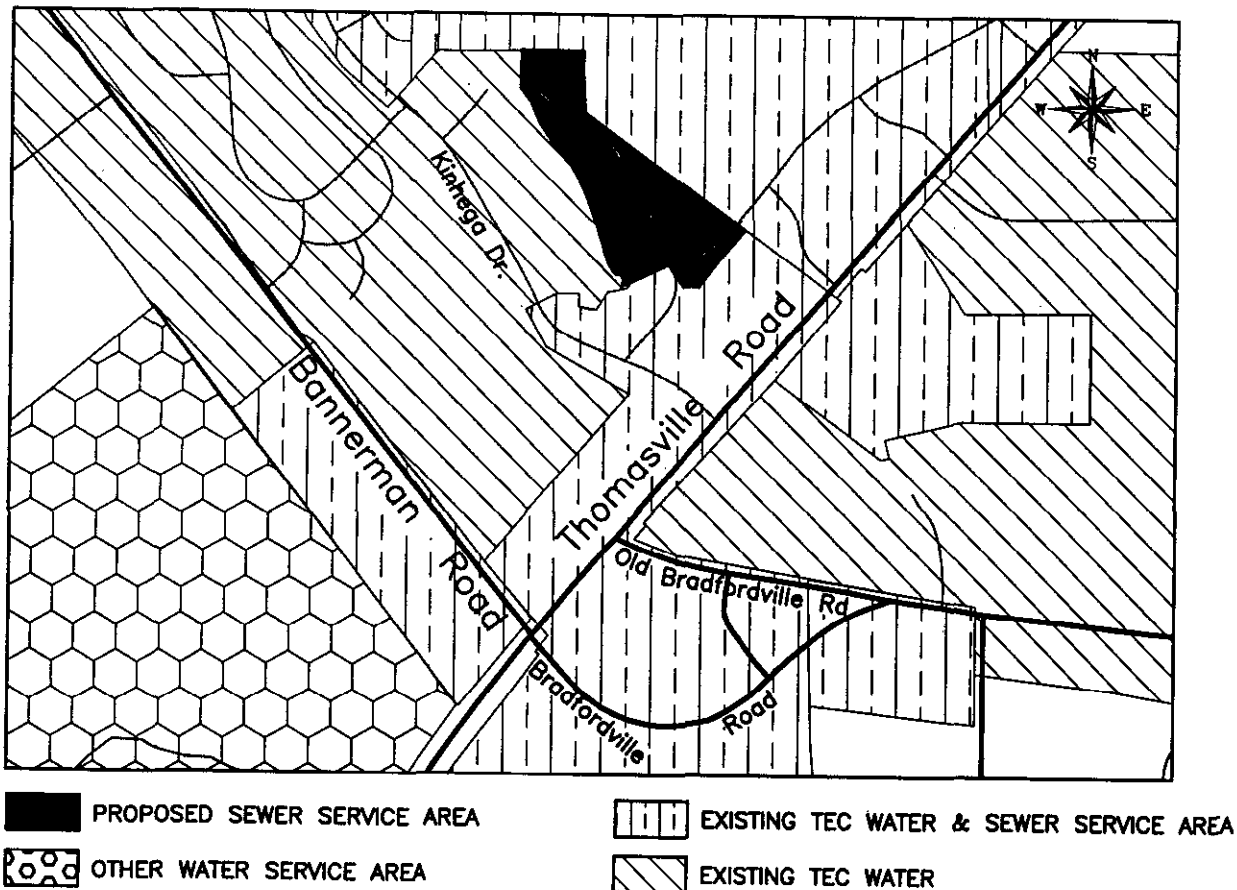 N
W E
S
Kinhega Dr.
Thomasville Road
Bannerman Road
Old Bradfordville Rd
Bradfordville Road
PROPOSED SEWER SERVICE AREA
EXISTING TEC WATER & SEWER SERVICE AREA
OTHER WATER SERVICE AREA
EXISTING TEC WATER